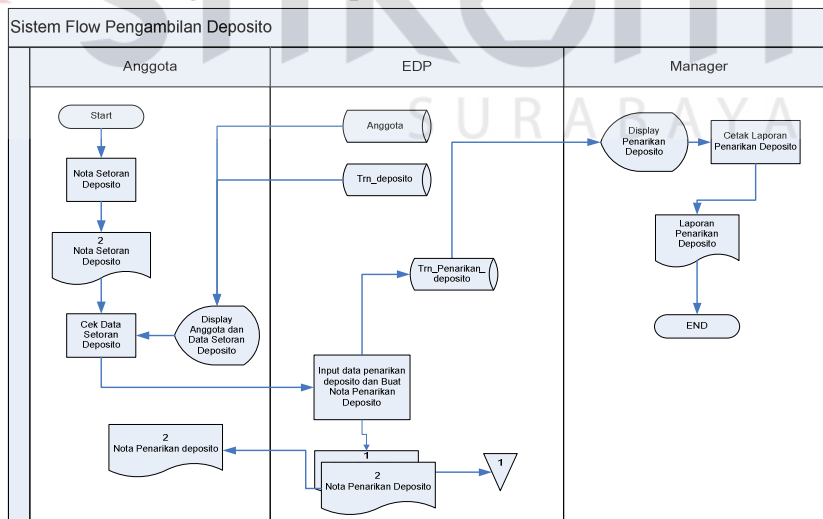 Sistem Flow Pengambilan Deposito
Anggota
EDP
Manager
SURABAYA
Start
Nota Setoran
Deposito
2
Nota Setoran
Deposito
Cek Data
Setoran
Deposito
Display
Anggota dan
Data Setoran
Deposito
2
Nota Penarikan deposito
Anggota
Trn_deposito
Trn_Penarikan_
deposito
Input data penarikan
deposito dan Buat
Nota Penarikan
Deposito
1
2
Nota Penarikan Deposito
1
Display
Penarikan
Deposito
Cetak Laporan
Penarikan Deposito
Laporan
Penarikan
Deposito
END